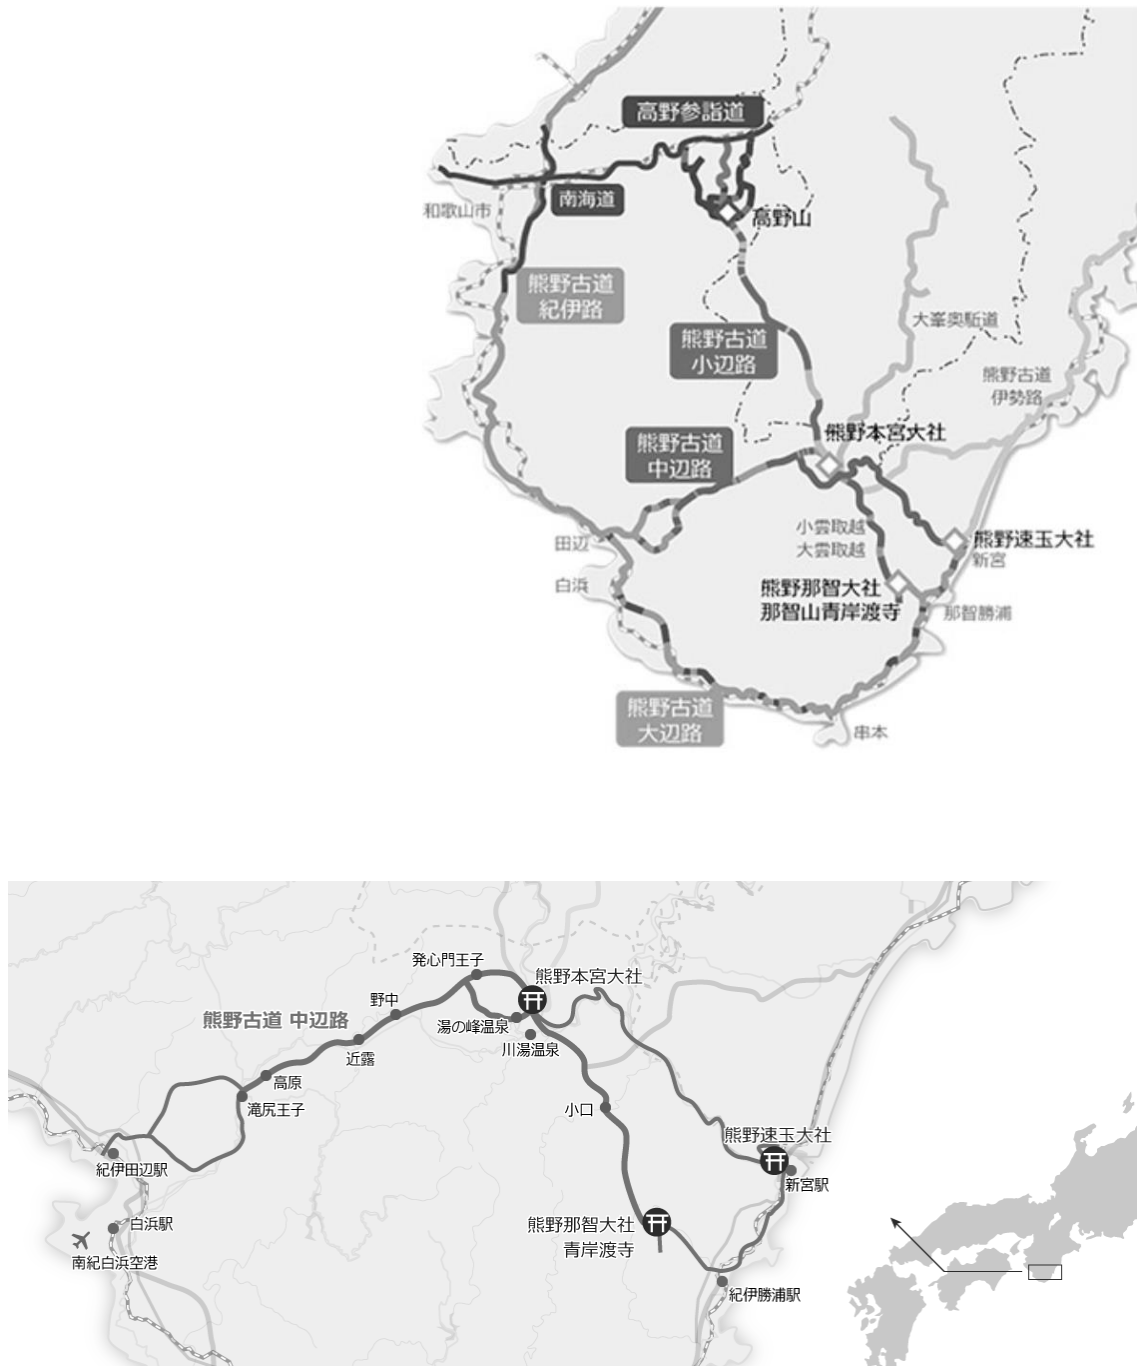 高野参詣道
南海道
和歌山市
高野山
熊野古道
紀伊路
大峯奥駈道
熊野古道
小辺路
熊野古道
伊勢路
熊野本宮大社
熊野古道
中辺路
小雲取越
大雲取越
熊野速玉大社
新宮
田辺
白浜
熊野那智大社
那智山青岸渡寺
那智勝浦
熊野古道
大辺路
串本
発心門王子
熊野本宮大社
野中
熊野古道 中辺路
湯の峰温泉
川湯温泉
近露
高原
滝尻王子
小口
熊野速玉大社
紀伊田辺駅
新宮駅
白浜駅
熊野那智大社
青岸渡寺
南紀白浜空港
紀伊勝浦駅